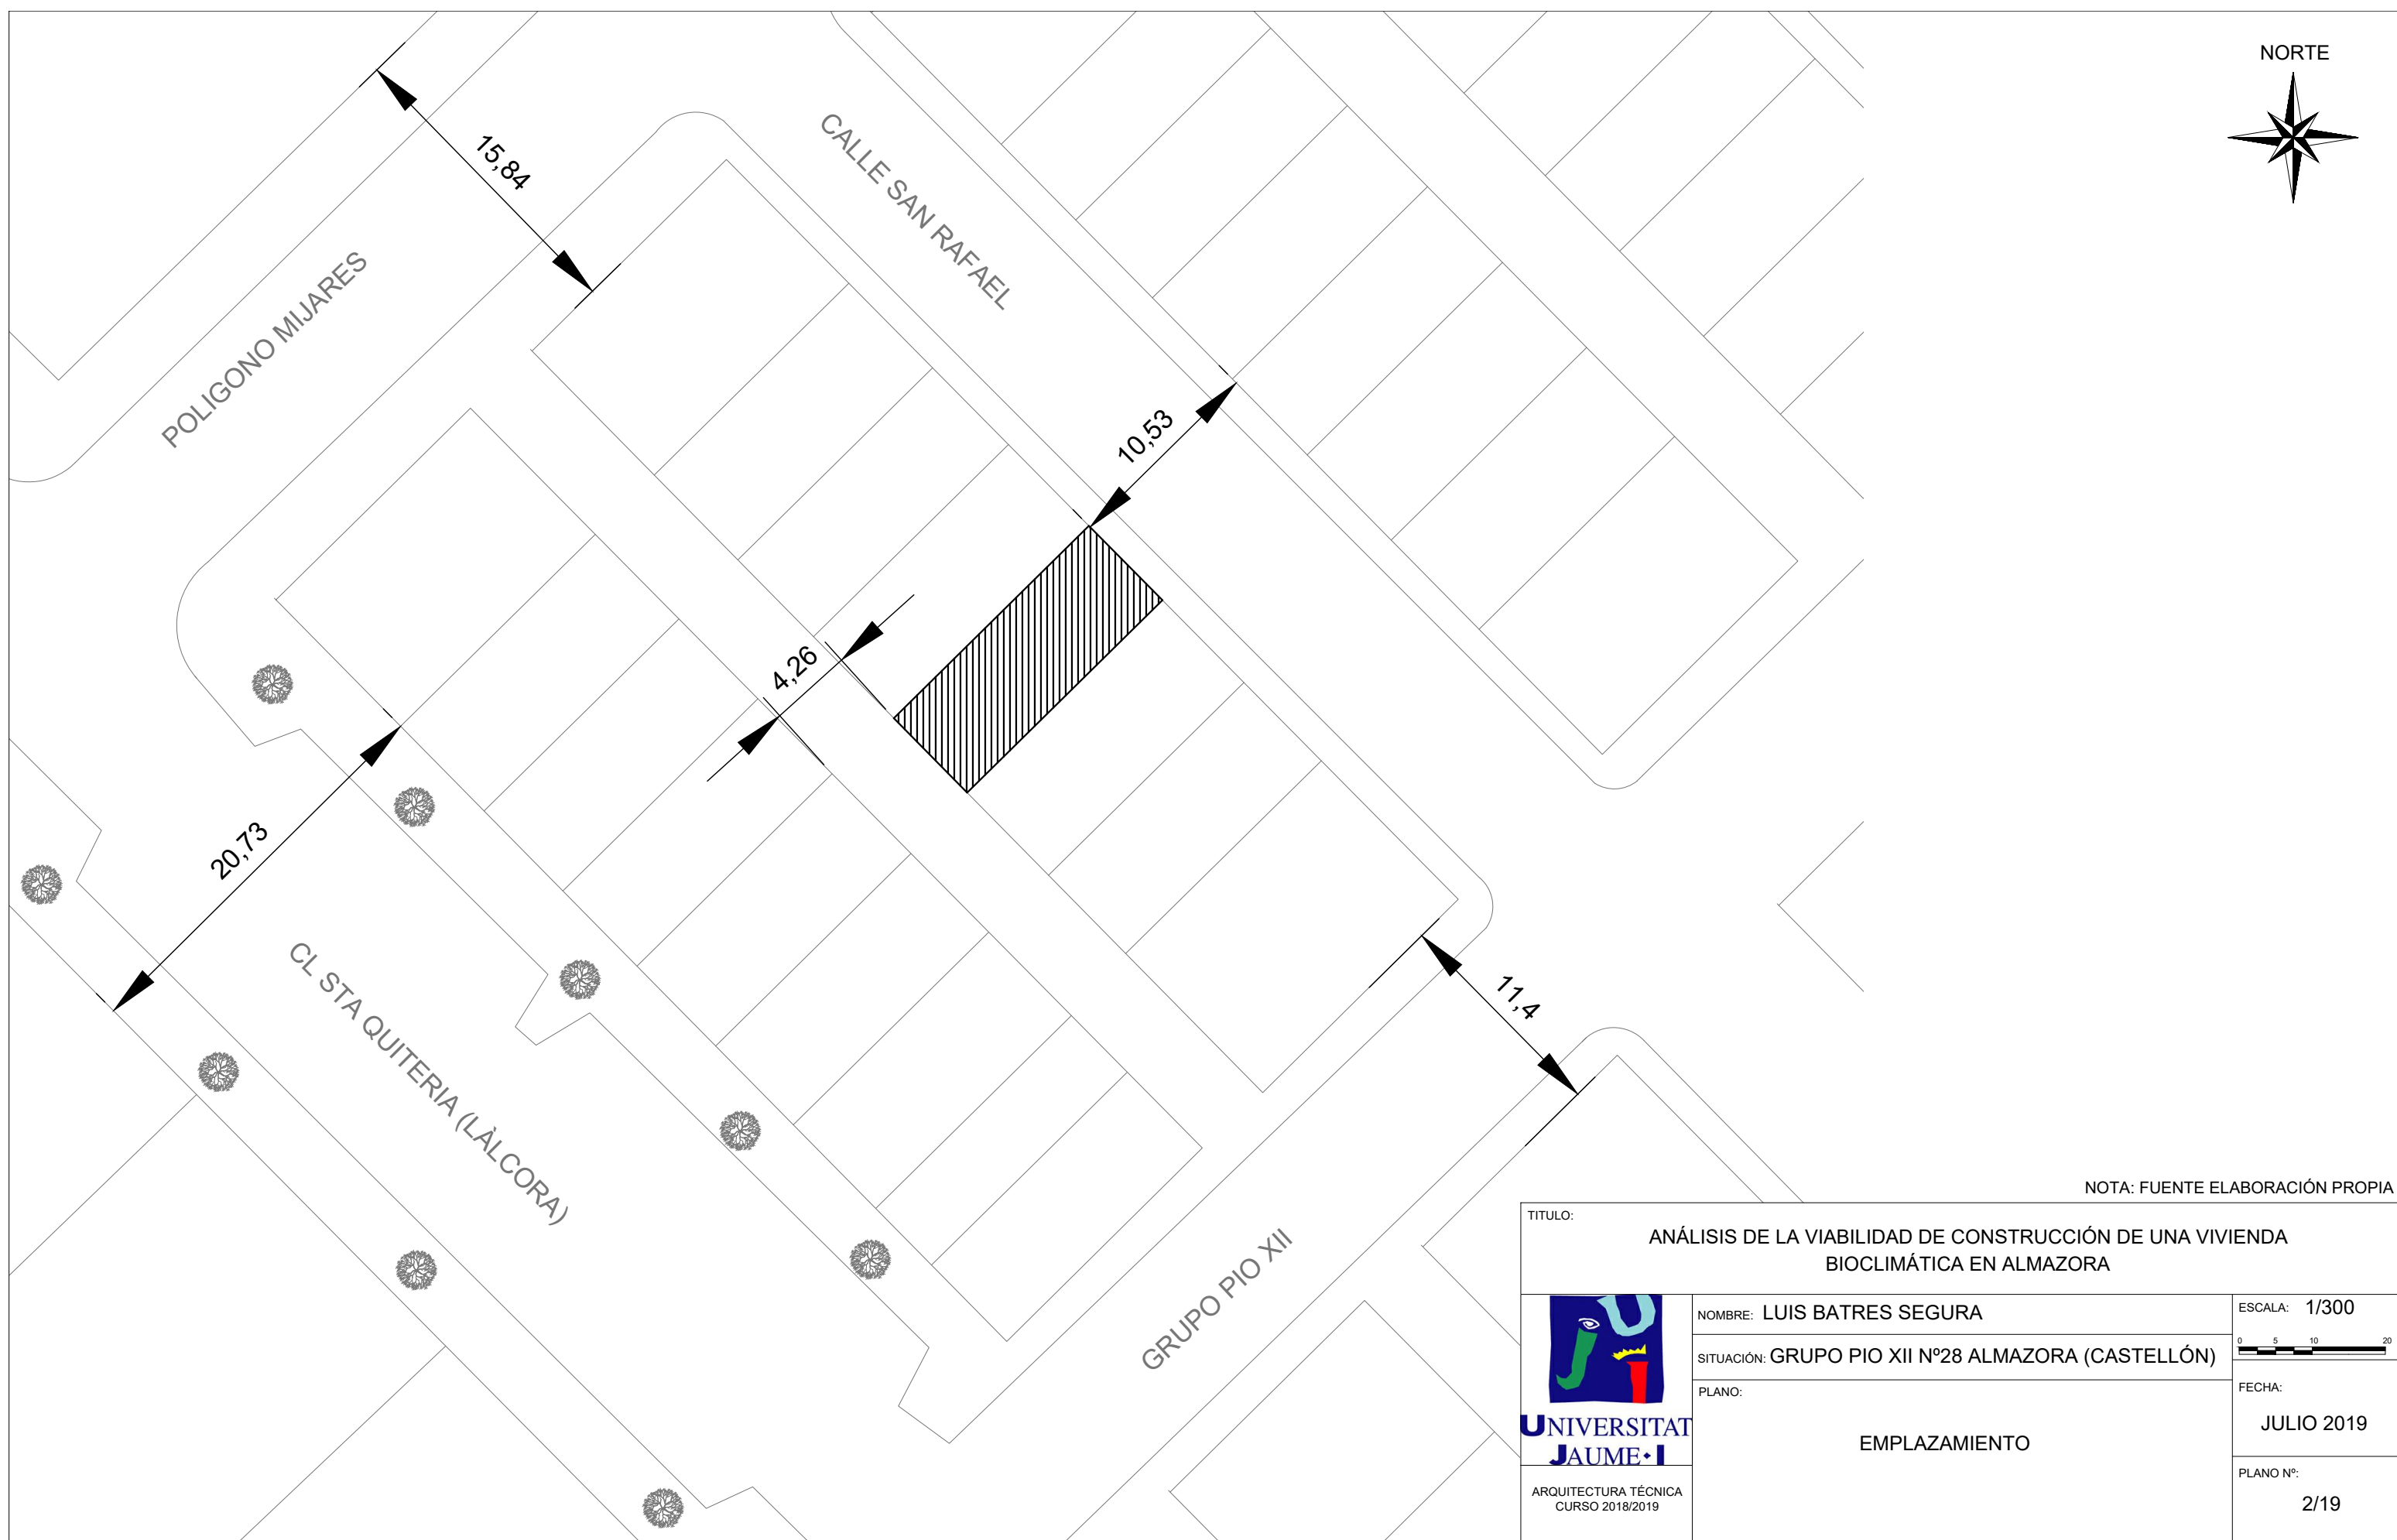 NORTE
15,84
CALLE SAN RAFAEL
POLIGONO MIJARES
10,53
4,26
20,73
CL STA QUITERIA (LÀLCORA)
11,4
GRUPO PIO XII
NOTA: FUENTE ELABORACIÓN PROPIA
TITULO:
ANÁLISIS DE LA VIABILIDAD DE CONSTRUCCIÓN DE UNA VIVIENDA
BIOCLIMÁTICA EN ALMAZORA
NOMBRE: LUIS BATRES SEGURA
ESCALA: 1/300
0 5 10 20
SITUACIÓN: GRUPO PIO XII Nº28 ALMAZORA (CASTELLÓN)
PLANO:
EMPLAZAMIENTO
FECHA:
JULIO 2019
UNIVERSITAT
JAUME·I
ARQUITECTURA TÉCNICA
CURSO 2018/2019
PLANO Nº:
2/19